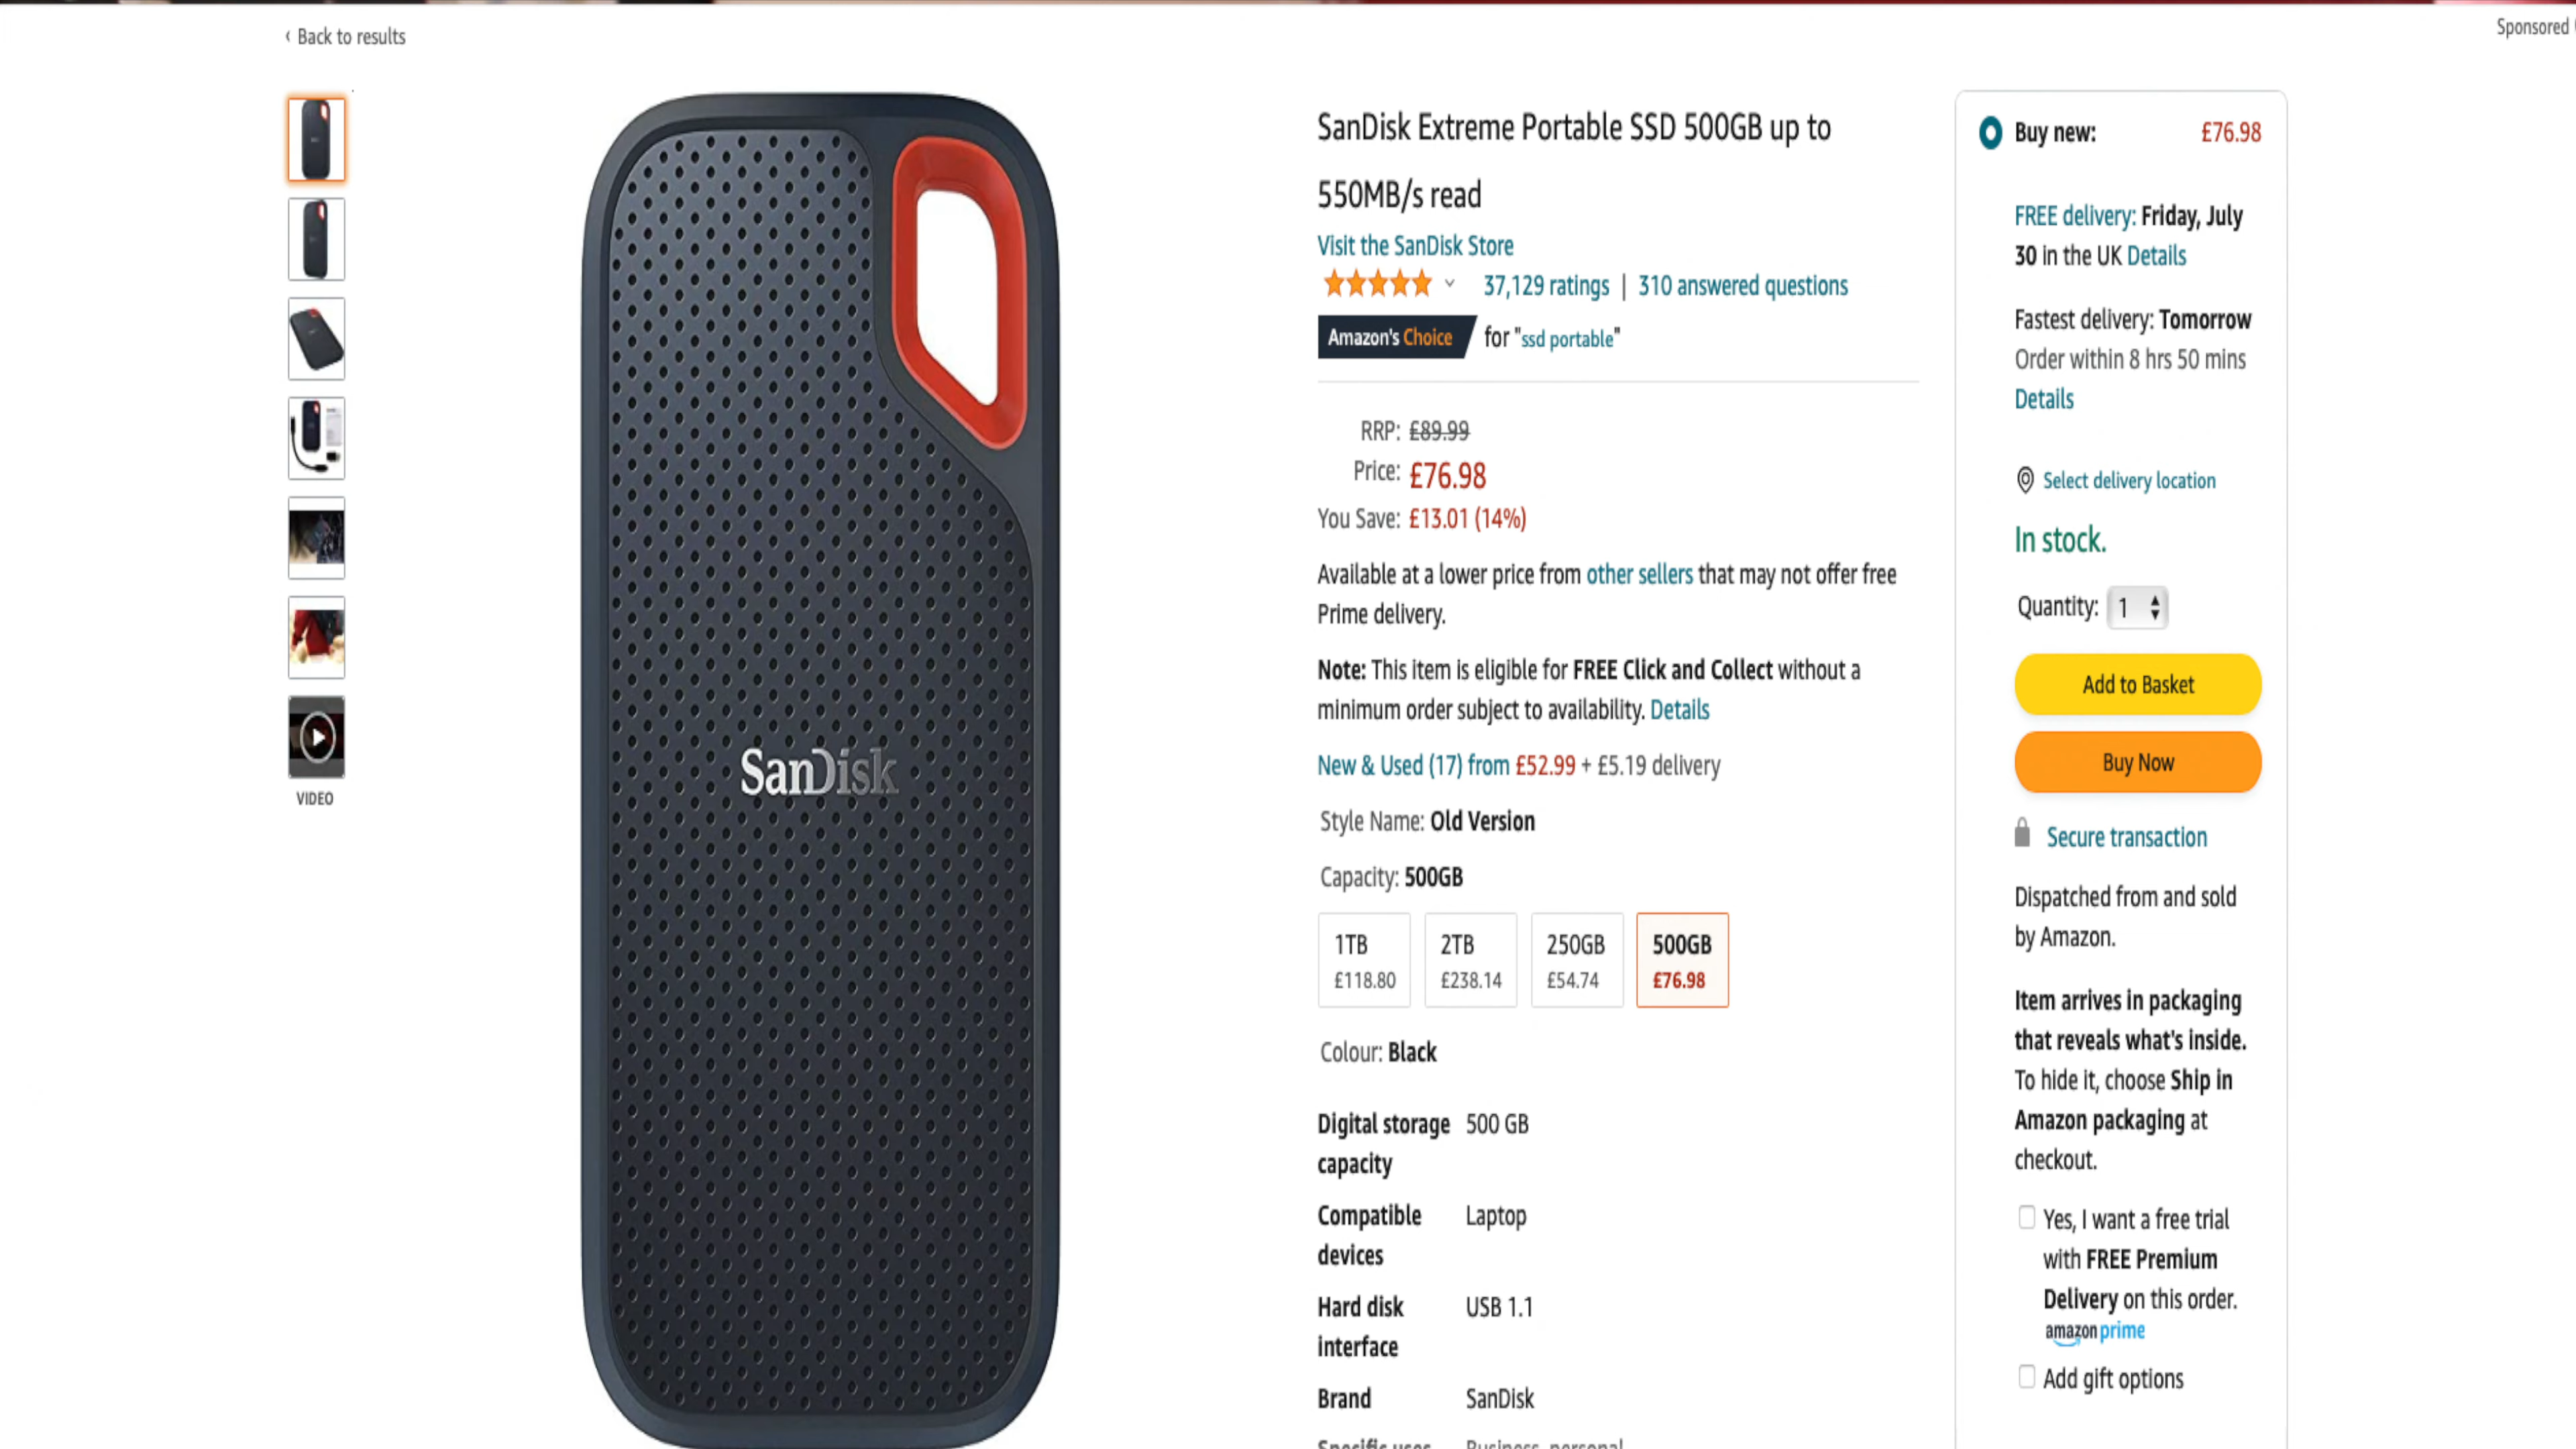 Back to results
Sponsored
VIDEO
SanDisk
SanDisk Extreme Portable SSD 500GB up to
550MB/s read
Visit the SanDisk Store
37,129 ratings | 310 answered questions
Amazon's Choice for "ssd portable"
RRP: £89.99
Price: £76.98
You Save: £13.01 (14%)
Available at a lower price from other sellers that may not offer free
Prime delivery.
Note: This item is eligible for FREE Click and Collect without a
minimum order subject to availability. Details
New & Used (17) from £52.99 + £5.19 delivery
Style Name: Old Version
Capacity: 500GB
1TB 2TB 250GB 500GB
£118.80 £238.14 £54.74 £76.98
Colour: Black
Digital storage 500 GB
capacity
Compatible Laptop
devices
Hard disk USB 1.1
interface
Brand SanDisk
Specific uses Business, personal
Buy new: £76.98
FREE delivery: Friday, July
30 in the UK Details
Fastest delivery: Tomorrow
Order within 8 hrs 50 mins
Details
Select delivery location
In stock.
Quantity: 1
Add to Basket
Buy Now
Secure transaction
Dispatched from and sold
by Amazon.
Item arrives in packaging
that reveals what's inside.
To hide it, choose Ship in
Amazon packaging at
checkout.
Yes, I want a free trial
with FREE Premium
Delivery on this order.
amazon prime
Add gift options